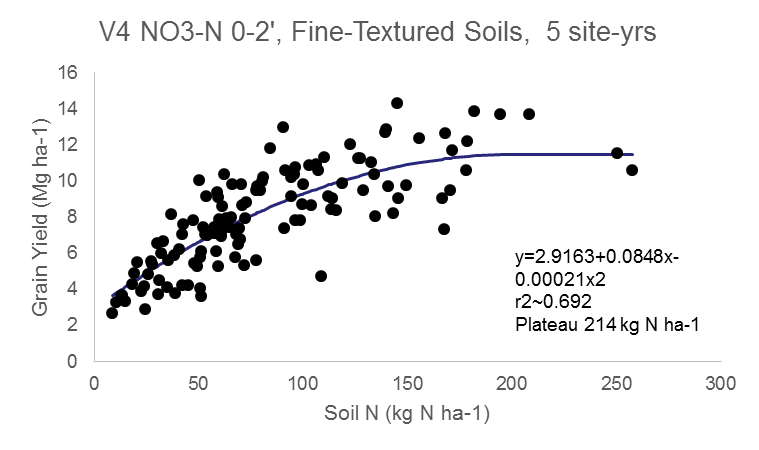 V4 NO3-N 0-2', Fine-Textured Soils,  5 site-yrs
16
14
12
10
8
6
4
2
0
Grain Yield (Mg ha-1)
y=2.9163+0.0848x-
0.00021x2
r2~0.692
Plateau 214 kg N ha-1
0 50 100 150 200 250 300
Soil N (kg N ha-1)